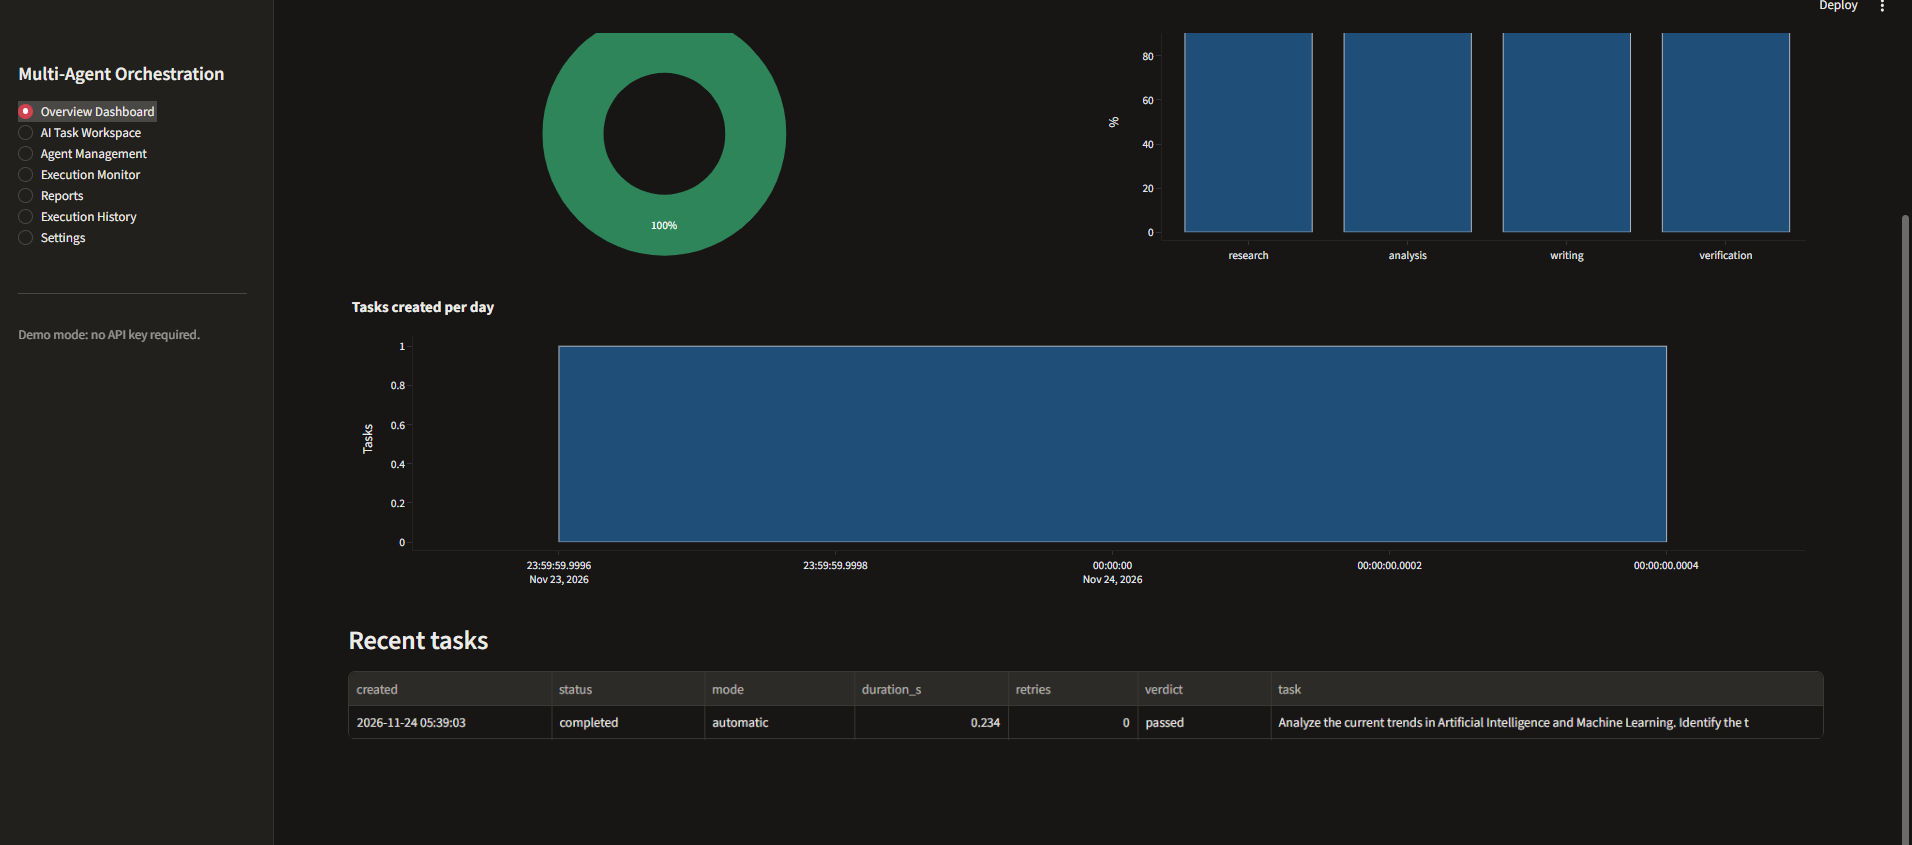 Deploy
Multi-Agent Orchestration
Overview Dashboard
AI Task Workspace
Agent Management
Execution Monitor
Reports
Execution History
Settings
Demo mode: no API key required.
100%
%
80
60
40
20
0
research analysis writing verification
Tasks created per day
Tasks
1
0.8
0.6
0.4
0.2
0
23:59:59.9996 23:59:59.9998 00:00:00 00:00:00.0002 00:00:00.0004
Nov 23, 2026 Nov 24, 2026
Recent tasks
created status mode duration_s retries verdict task
2026-11-24 05:39:03 completed automatic 0.234 0 passed Analyze the current trends in Artificial Intelligence and Machine Learning. Identify the t